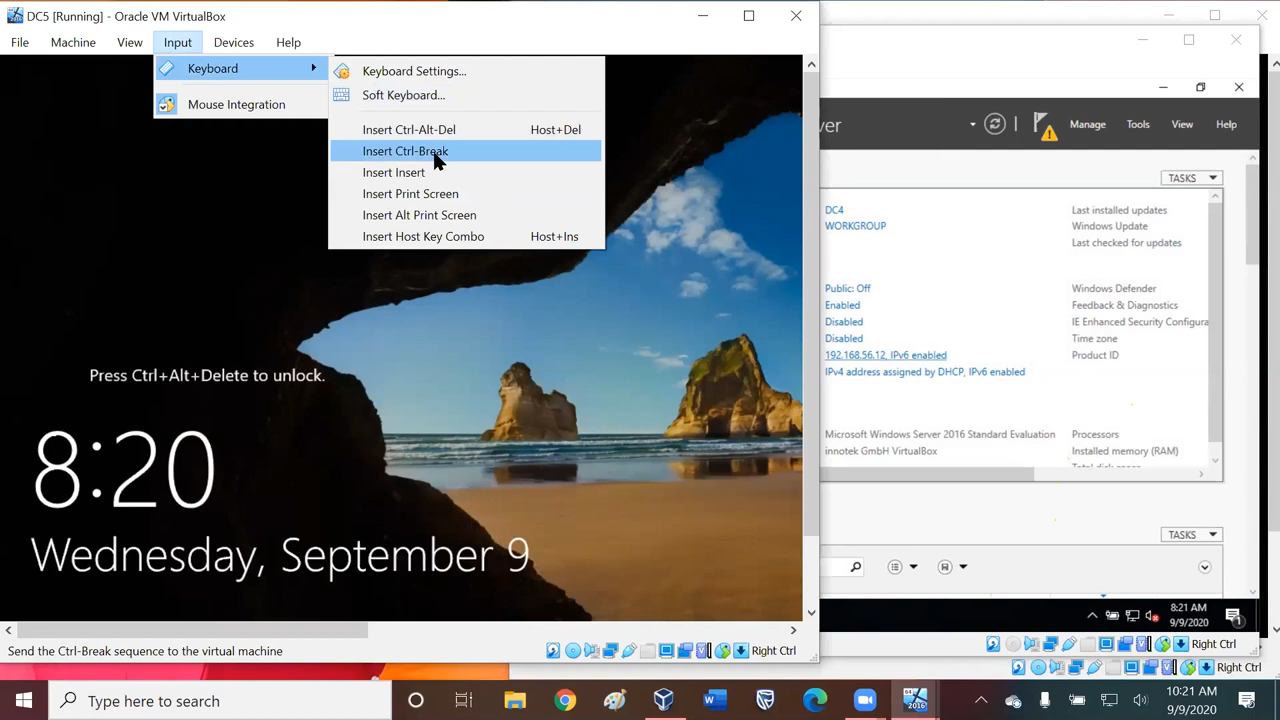 DC5 [Running] - Oracle VM VirtualBox
File Machine View Input Devices Help
Keyboard
Mouse Integration
Keyboard Settings...
Soft Keyboard...
Insert Ctrl-Alt-Del Host+Del
Insert Ctrl-Break
Insert Insert
Insert Print Screen
Insert Alt Print Screen
Insert Host Key Combo Host+Ins
Press Ctrl+Alt+Delete to unlock.
8:20
Wednesday, September 9
Send the Ctrl-Break sequence to the virtual machine
Right Ctrl
ver
Manage Tools View Help
TASKS
DC4 Last installed updates
WORKGROUP Windows Update
Last checked for updates
Public: Off Windows Defender
Enabled Feedback & Diagnostics
Disabled IE Enhanced Security Configura
Disabled Time zone
192.168.56.12, IPv6 enabled Product ID
IPv4 address assigned by DHCP, IPv6 enabled
Microsoft Windows Server 2016 Standard Evaluation Processors
innotek GmbH VirtualBox Installed memory (RAM)
TASKS
8:21 AM
9/9/2020
1
Right Ctrl
Right Ctrl
Type here to search
2016
10:21 AM
9/9/2020